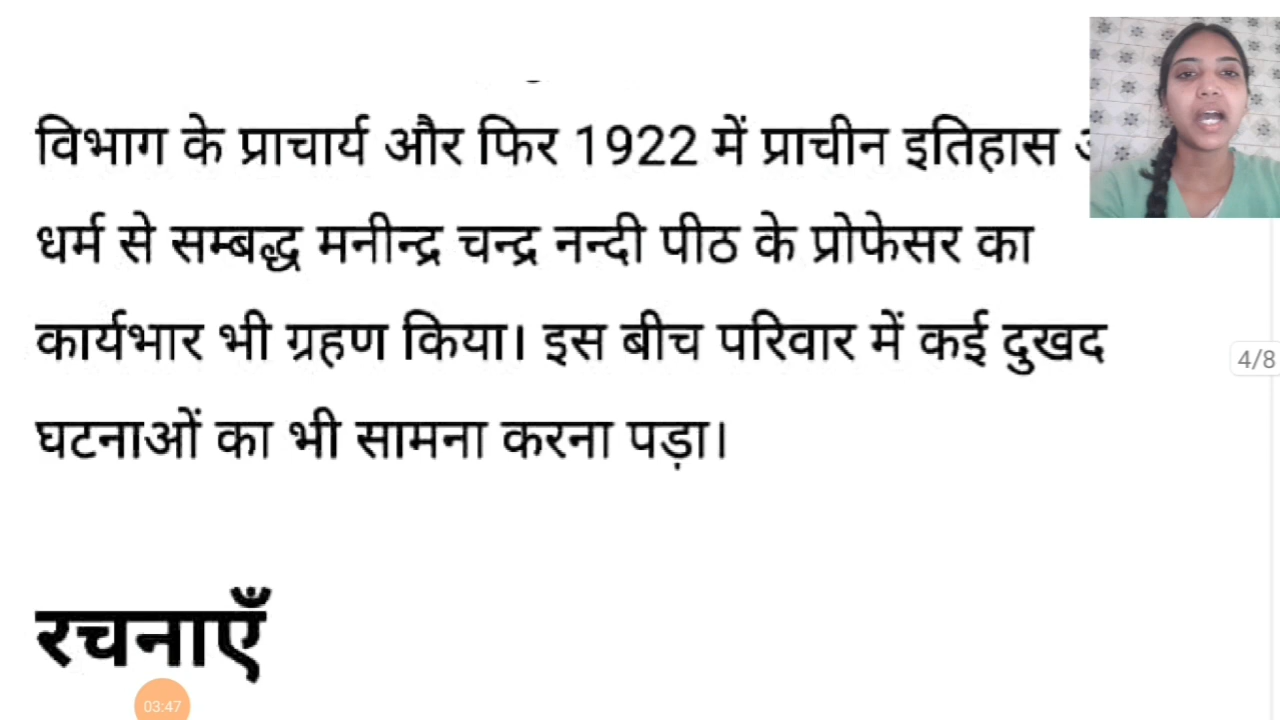 विभाग के प्राचार्य और फिर 1922 में प्राचीन इतिहास
धर्म से सम्बद्ध मनीन्द्र चन्द्र नन्दी पीठ के प्रोफेसर का
कार्यभार भी ग्रहण किया। इस बीच परिवार में कई दुखद
4/8
घटनाओं का भी सामना करना पड़ा।
रचनाएँ
03:47